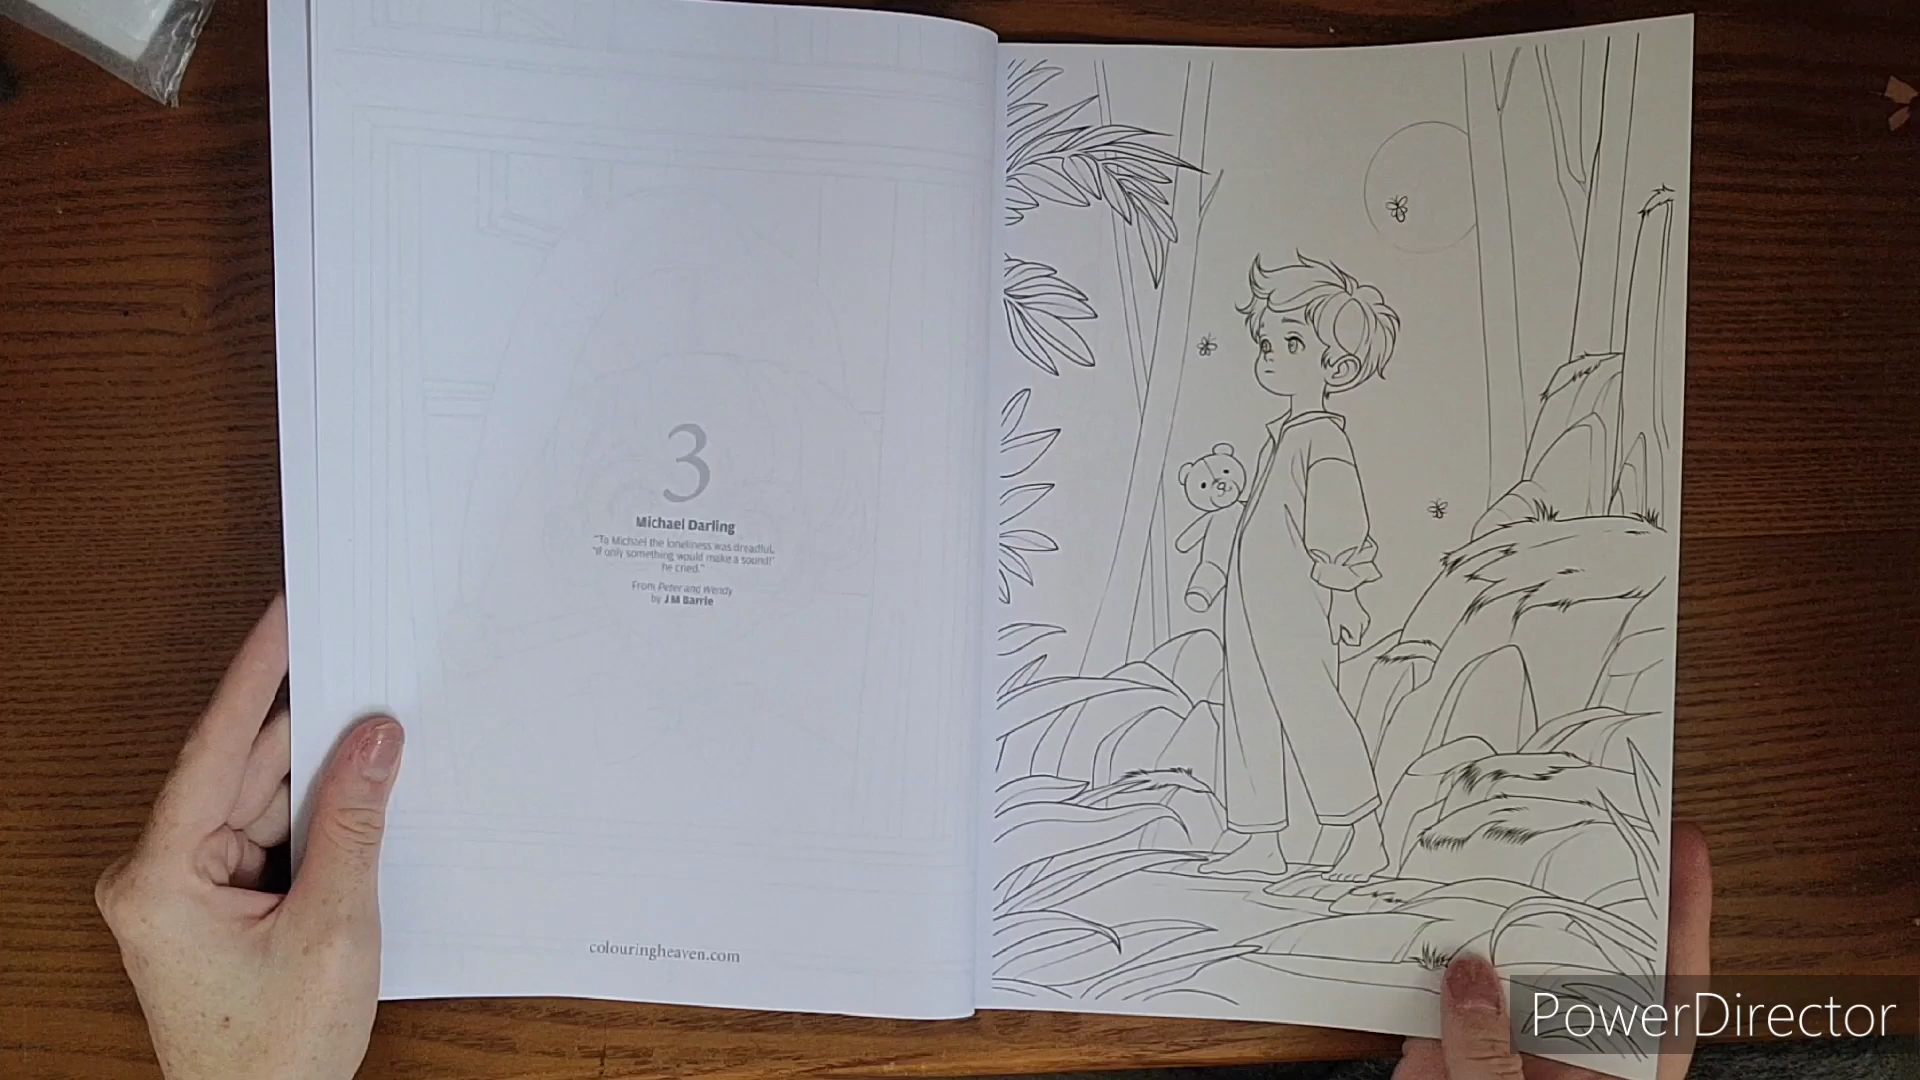 3
Michael Darling
"To Michael the loneliness was dreadful.
"If only something would make a sound!"
he cried."
From Peter and Wendy
by J M Barrie
colouringheaven.com
PowerDirector